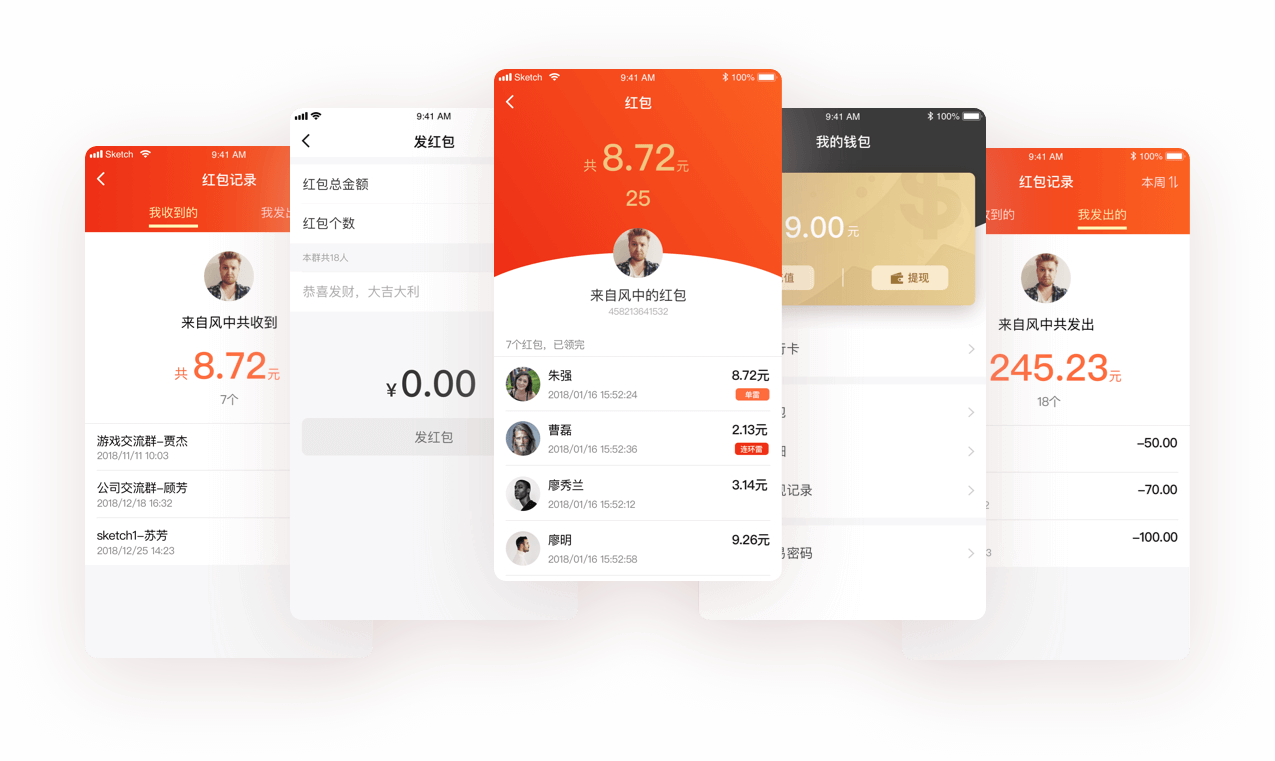 Sketch 9:41 AM
红包记录
我收到的
来自风中共收到
共8.72元
7个
游戏交流群-贾杰
2018/11/11 10:03
公司交流群-顾芳
2018/12/18 16:32
sketch1-苏芳
2018/12/25 14:23
9:41 AM
发红包
红包总金额
红包个数
本群共18人
恭喜发财，大吉大利
¥0.00
发红包
Sketch 9:41 AM 100%
红包
共8.72元
25
来自风中的红包
458213641532
7个红包，已领完
朱强 8.72元
2018/01/16 15:52:24 单雷
曹磊 2.13元
2018/01/16 15:52:36 连环雷
廖秀兰 3.14元
2018/01/16 15:52:12
廖明 9.26元
2018/01/16 15:52:58
9:41 AM 100%
我的钱包
9.00元
值 提现
卡
包
现记录
易密码
9:41 AM 100%
红包记录 本周
收到的 我发出的
来自风中共发出
245.23元
18个
-50.00
-70.00
-100.00